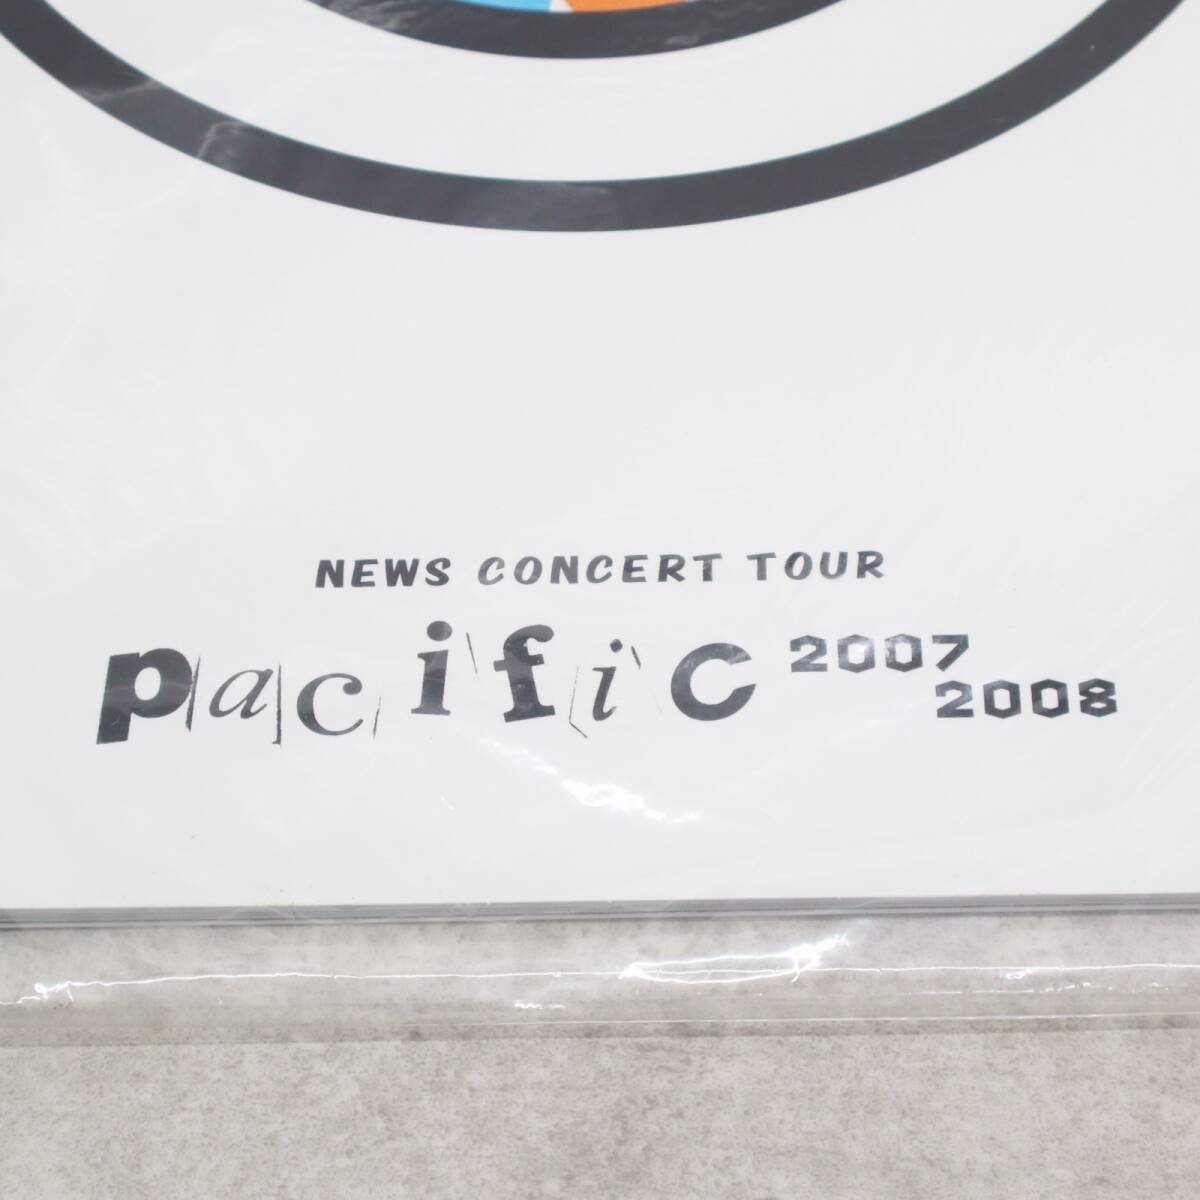 NEWS CONCERT TOUR
pacific 2007
2008